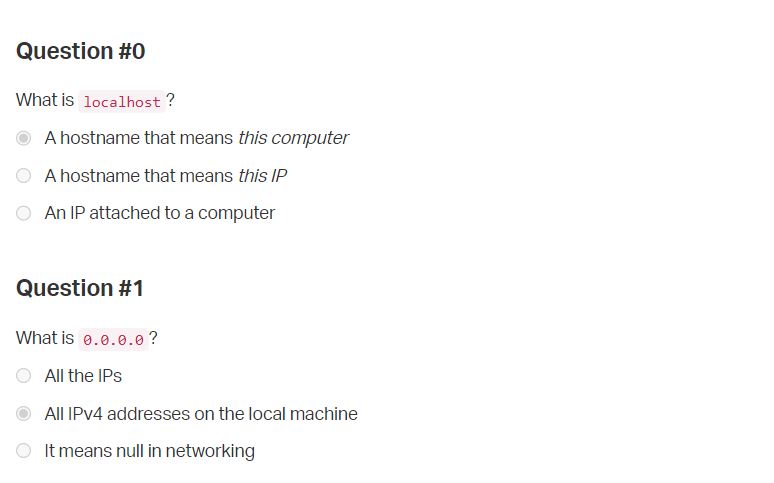 Question #0
What is localhost ?
A hostname that means this computer
A hostname that means this IP
An IP attached to a computer
Question #1
What is 0.0.0.0 ?
All the IPs
All IPv4 addresses on the local machine
It means null in networking